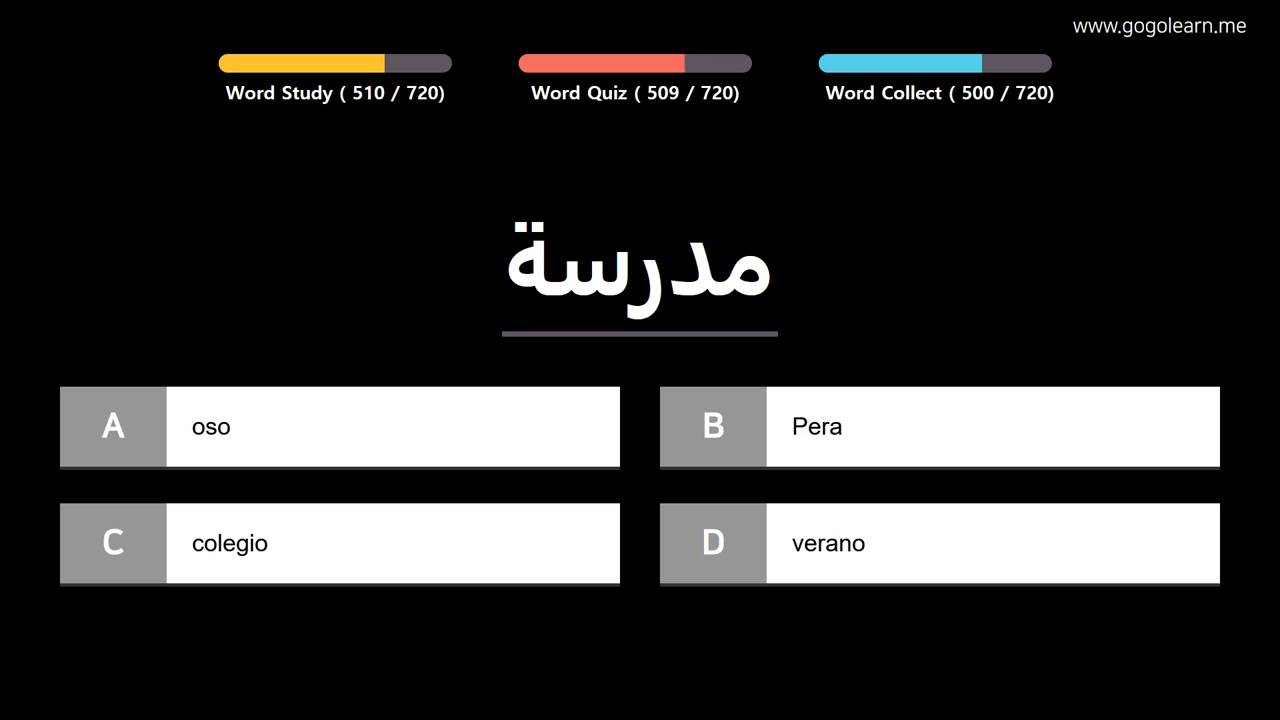 www.gogolearn.me
Word Study ( 510 / 720)
Word Quiz ( 509 / 720)
Word Collect ( 500 / 720)
مدرسة
A oso
B Pera
C colegio
D verano